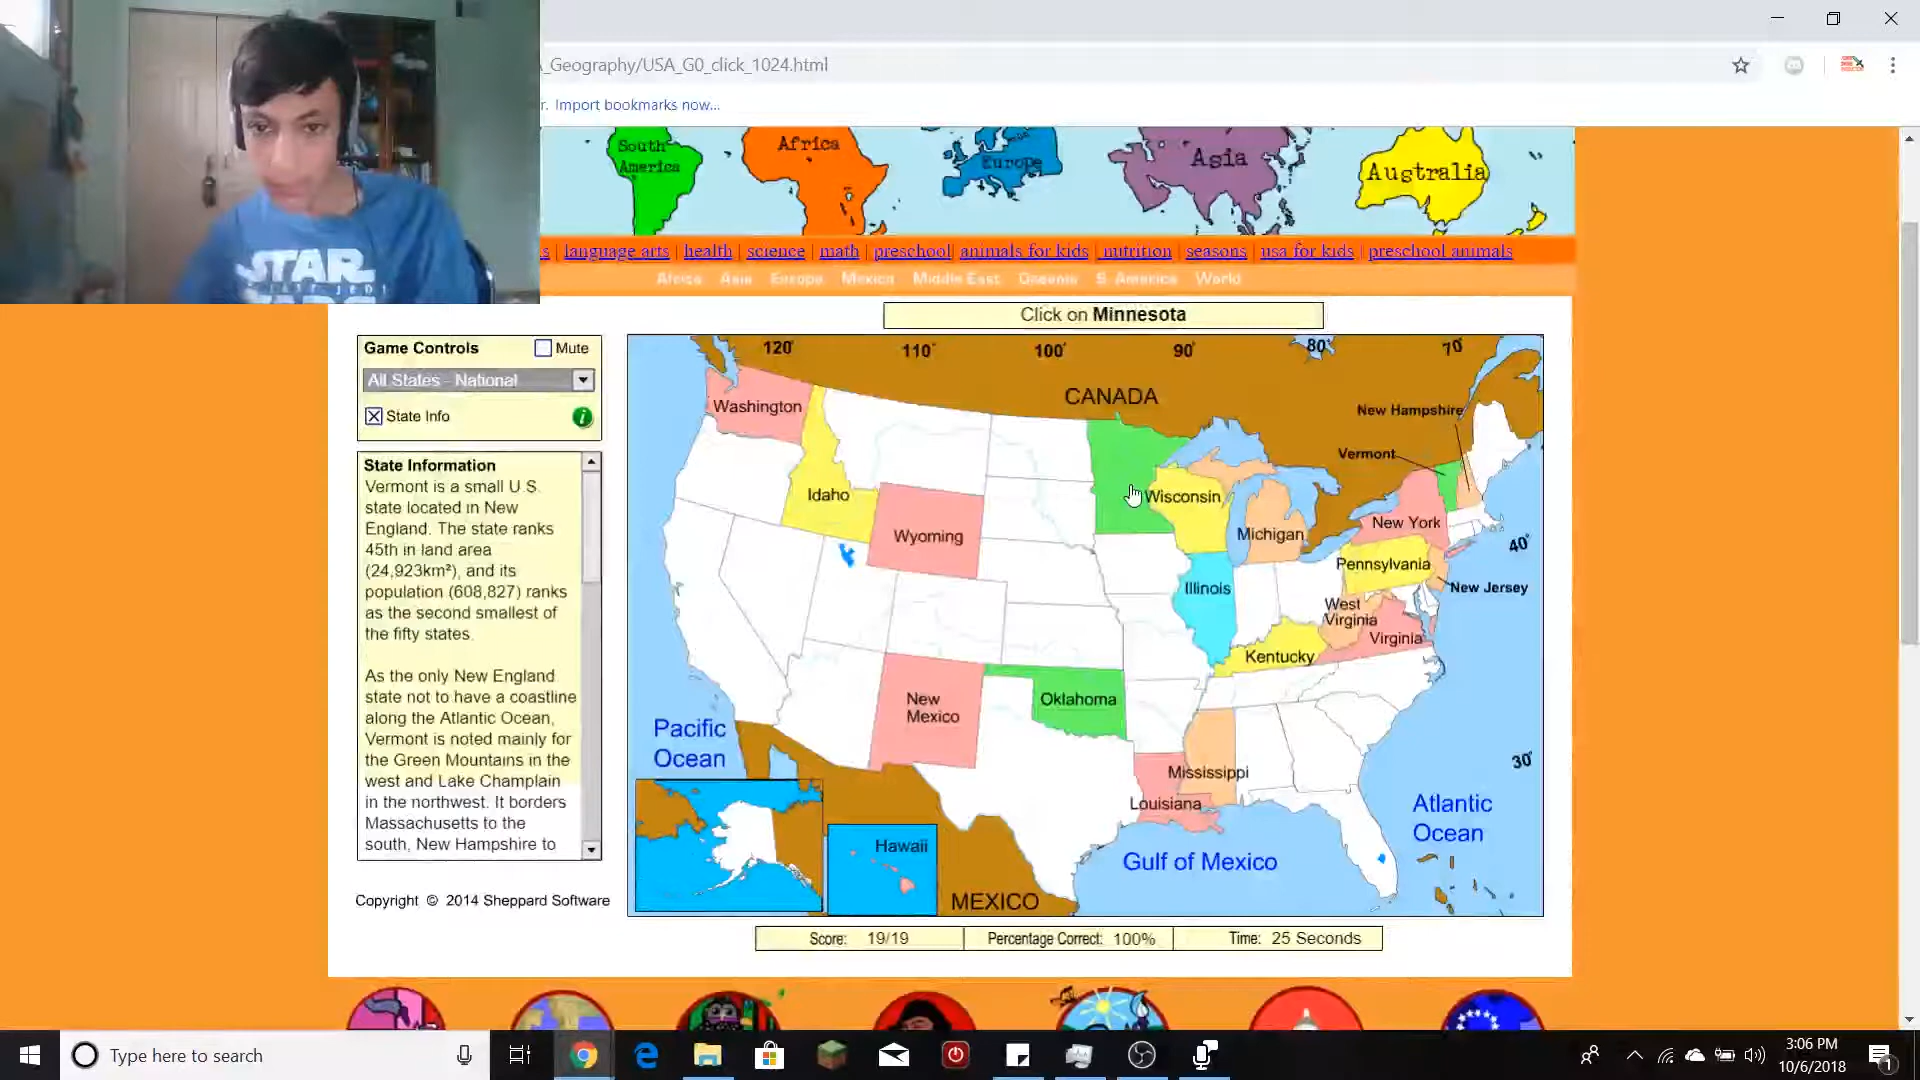 _Geography/USA_G0_click_1024.html
r. Import bookmarks now...
South America
Africa
Europe
Asia
Australia
s | language arts | health | science | math | preschool | animals for kids | nutrition | seasons | usa for kids | preschool animals
Africa Asia Europe Mexico Middle East Oceania S. America World
STAR
Click on Minnesota
Game Controls
Mute
All States - National
State Info
i
State Information
Vermont is a small U.S.
state located in New
England. The state ranks
45th in land area
(24,923km²), and its
population (608,827) ranks
as the second smallest of
the fifty states.
As the only New England
state not to have a coastline
along the Atlantic Ocean,
Vermont is noted mainly for
the Green Mountains in the
west and Lake Champlain
in the northwest. It borders
Massachusetts to the
south, New Hampshire to
Copyright © 2014 Sheppard Software
120°
110°
100°
90°
80°
70°
CANADA
New Hampshire
Washington
Vermont
Idaho
Wisconsin
Wyoming
Michigan
New York
40°
Pennsylvania
Illinois
New Jersey
West
Virginia
Virginia
Kentucky
New
Mexico
Oklahoma
Pacific
Ocean
30°
Mississippi
Louisiana
Atlantic
Ocean
Hawaii
Gulf of Mexico
MEXICO
Score: 19/19
Percentage Correct: 100%
Time: 25 Seconds
Type here to search
3:06 PM
10/6/2018
1